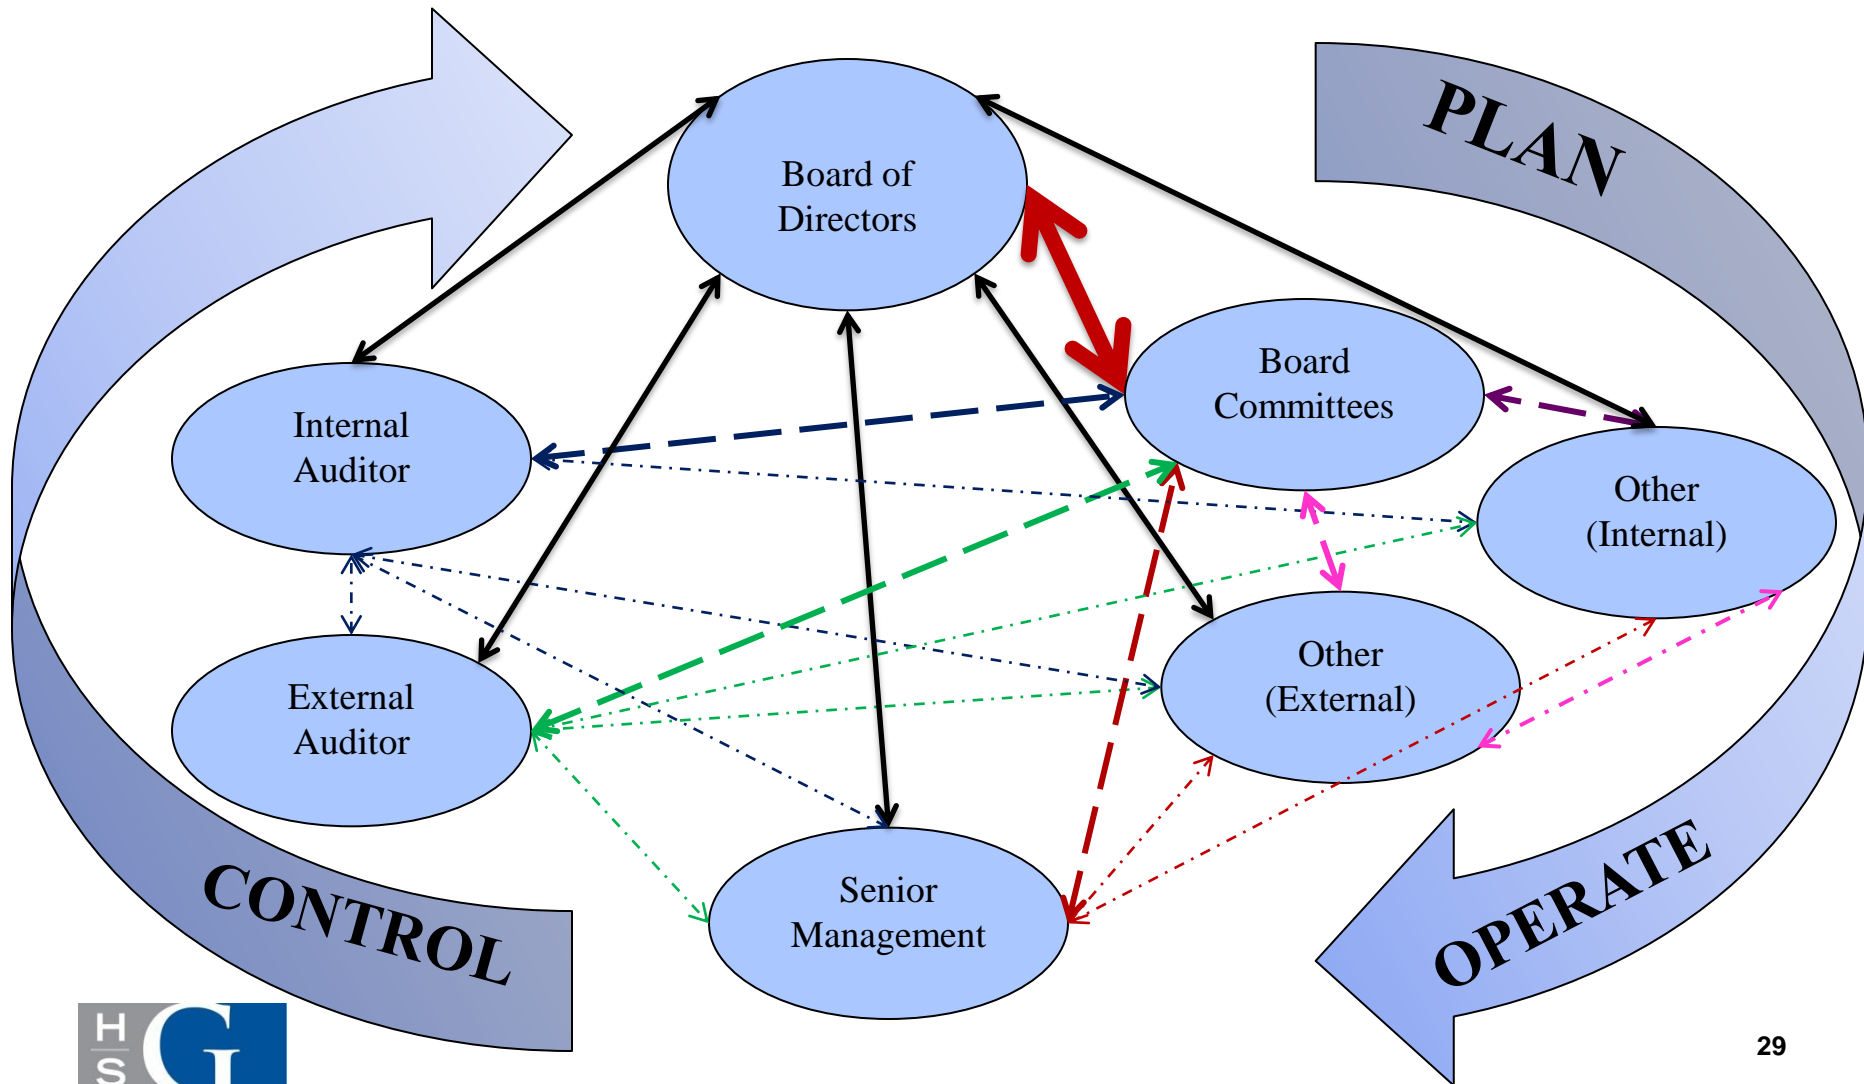 PLAN
Board of
Directors
Board
Committees
Internal
Auditor
Other
(Internal)
Other
(External)
External
Auditor
Senior
Management
CONTROL
OPERATE
H
S
G
29